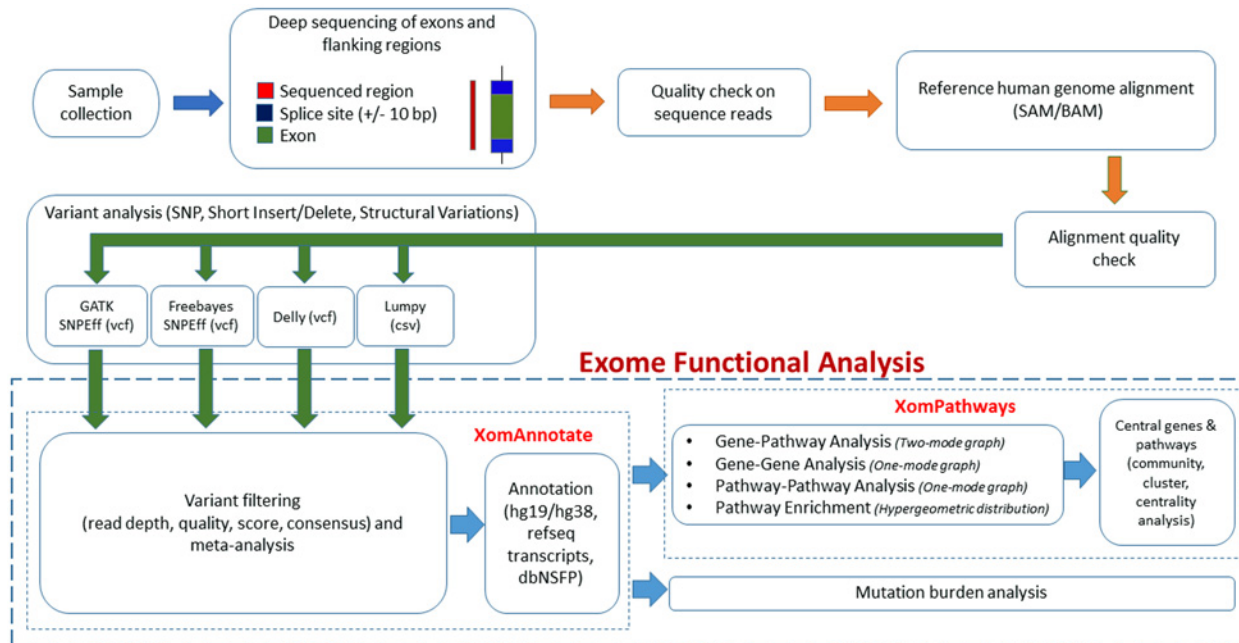 Sample
collection
Deep sequencing of exons and
flanking regions
Sequenced region
Splice site (+/- 10 bp)
Exon
Quality check on
sequence reads
Reference human genome alignment
(SAM/BAM)
Alignment quality
check
Variant analysis (SNP, Short Insert/Delete, Structural Variations)
GATK
SNPEff (vcf)
Freebayes
SNPEff (vcf)
Delly (vcf)
Lumpy
(csv)
Exome Functional Analysis
Variant filtering
(read depth, quality, score, consensus) and
meta-analysis
XomAnnotate
Annotation
(hg19/hg38,
refseq
transcripts,
dbNSFP)
XomPathways
• Gene-Pathway Analysis (Two-mode graph)
• Gene-Gene Analysis (One-mode graph)
• Pathway-Pathway Analysis (One-mode graph)
• Pathway Enrichment (Hypergeometric distribution)
Central genes &
pathways
(community,
cluster,
centrality
analysis)
Mutation burden analysis